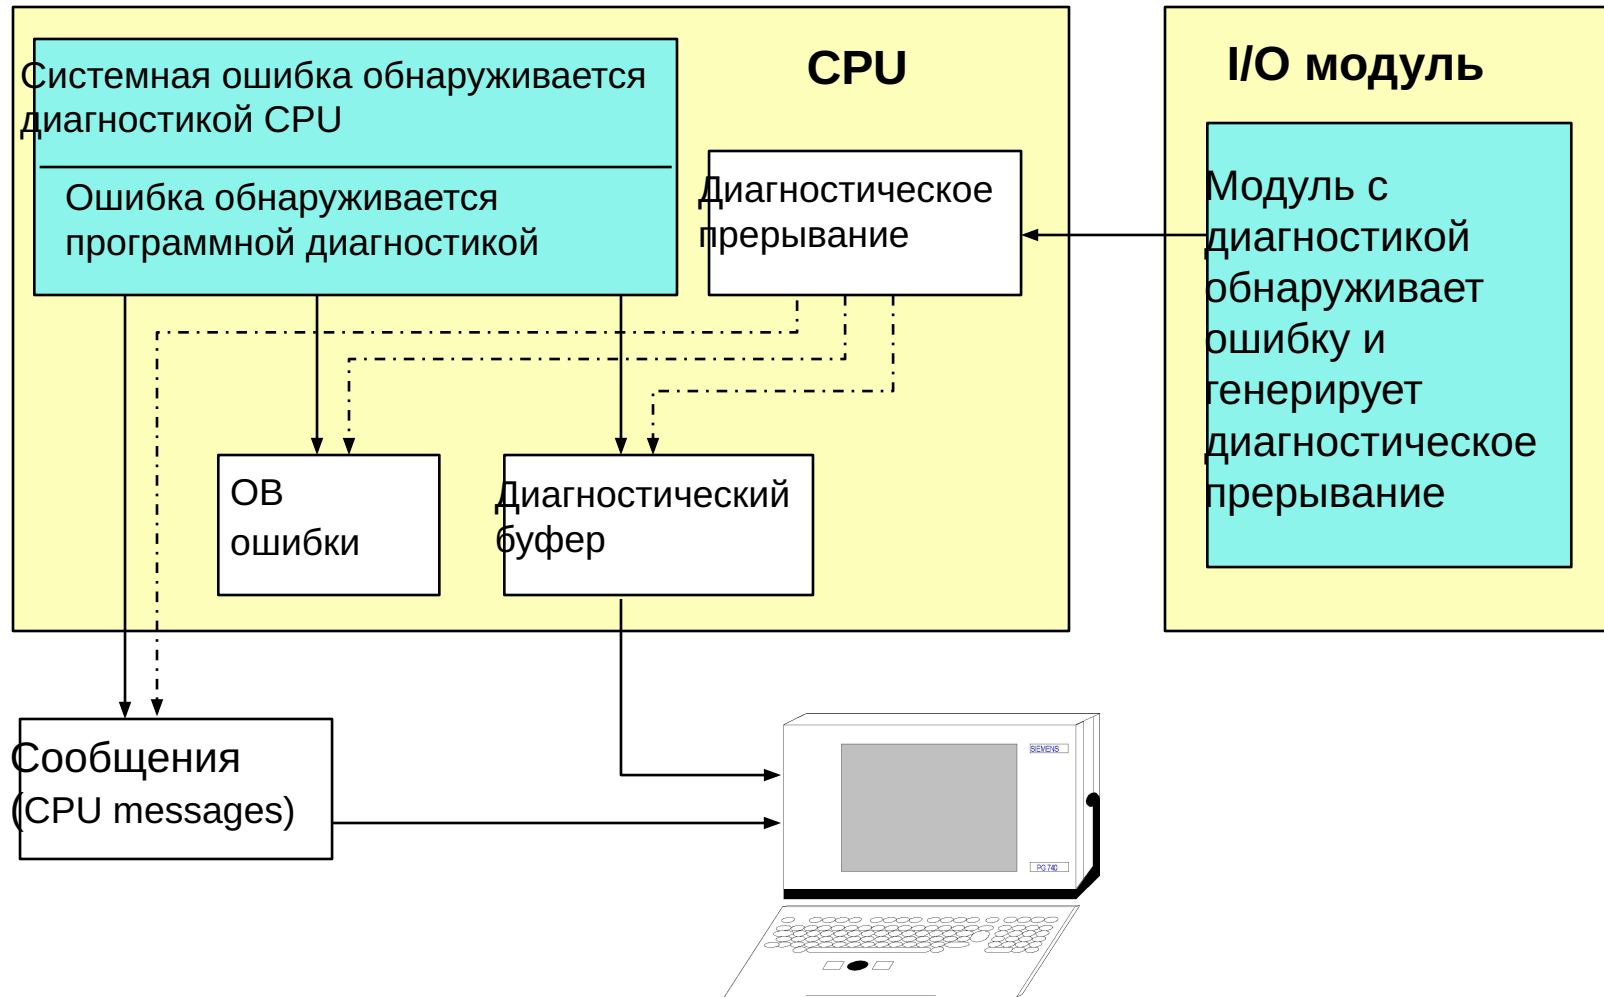 CPU
Системная ошибка обнаруживается
диагностикой CPU
Ошибка обнаруживается
программной диагностикой
Диагностическое
прерывание
I/O модуль
Модуль с
диагностикой
обнаруживает
ошибку и
генерирует
диагностическое
прерывание
OB
ошибки
Диагностический
буфер
Сообщения
(CPU messages)
SIEMENS
PG 740